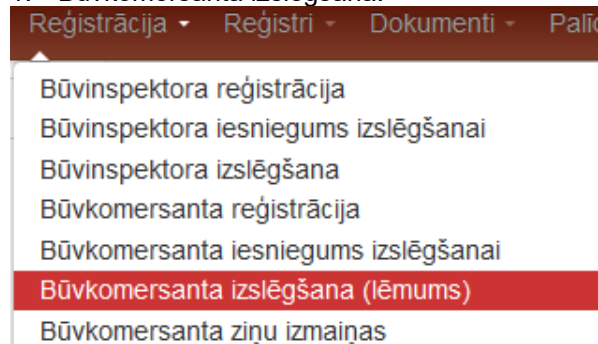 Reģistrācija Reģistri Dokumenti
Būvinspektora reģistrācija
Būvinspektora iesniegums izslēgšanai
Būvinspektora izslēgšana
Būvkomersanta reģistrācija
Būvkomersanta iesniegums izslēgšanai
Būvkomersanta izslēgšana (lēmums)
Būvkomersanta ziņu izmaiņas